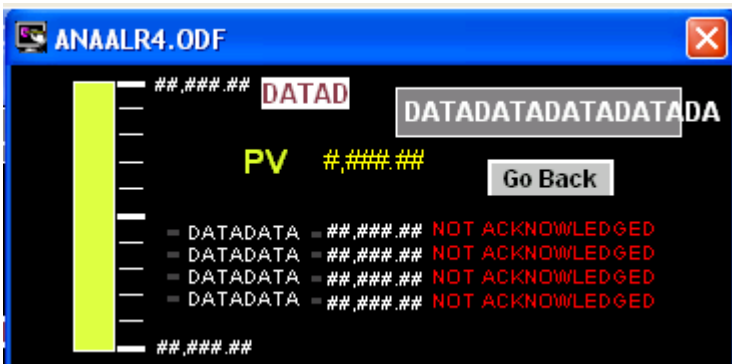 ANAALR4.ODF
##,###.## DATAD
DATADATADATADATADA
PV #,###.##
Go Back
= DATADATA =##,###.## NOT ACKNOWLEDGED
= DATADATA =##,###.## NOT ACKNOWLEDGED
= DATADATA =##,###.## NOT ACKNOWLEDGED
= DATADATA =##,###.## NOT ACKNOWLEDGED
##,###.##